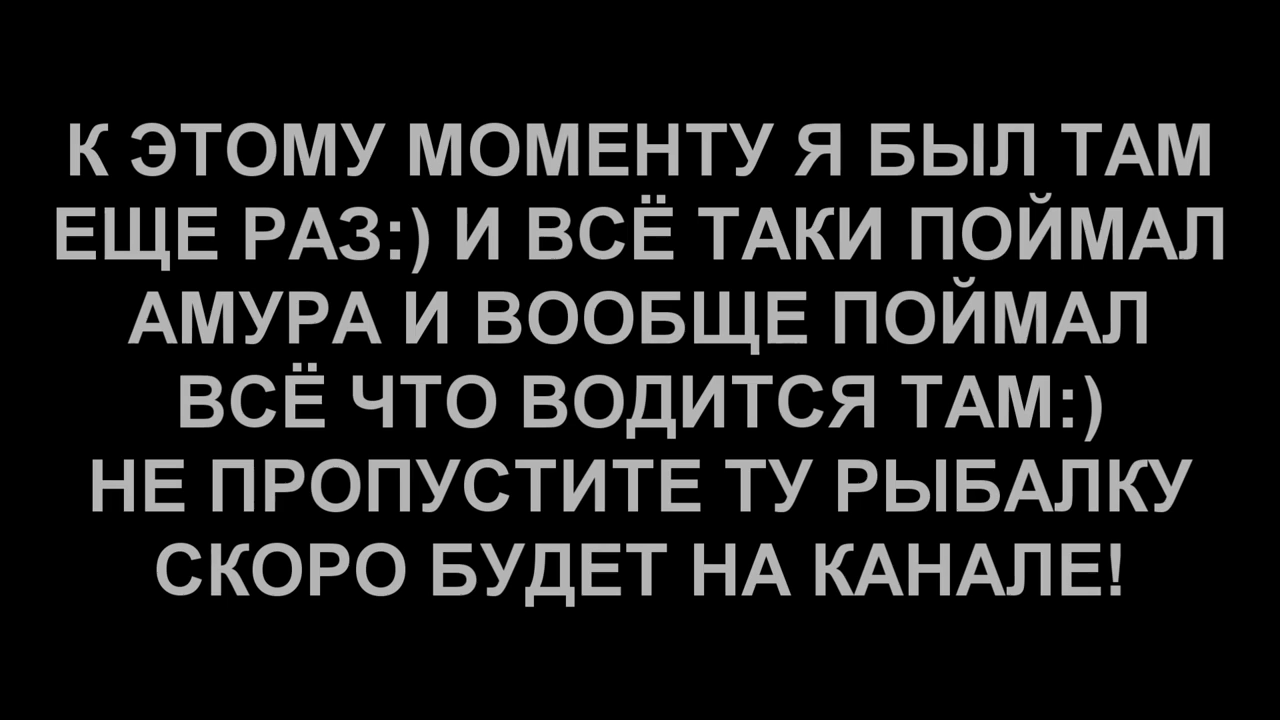 К ЭТОМУ МОМЕНТУ Я БЫЛ ТАМ
ЕЩЕ РАЗ:) И ВСЁ ТАКИ ПОЙМАЛ
АМУРА И ВООБЩЕ ПОЙМАЛ
ВСЁ ЧТО ВОДИТСЯ ТАМ:)
НЕ ПРОПУСТИТЕ ТУ РЫБАЛКУ
СКОРО БУДЕТ НА КАНАЛЕ!